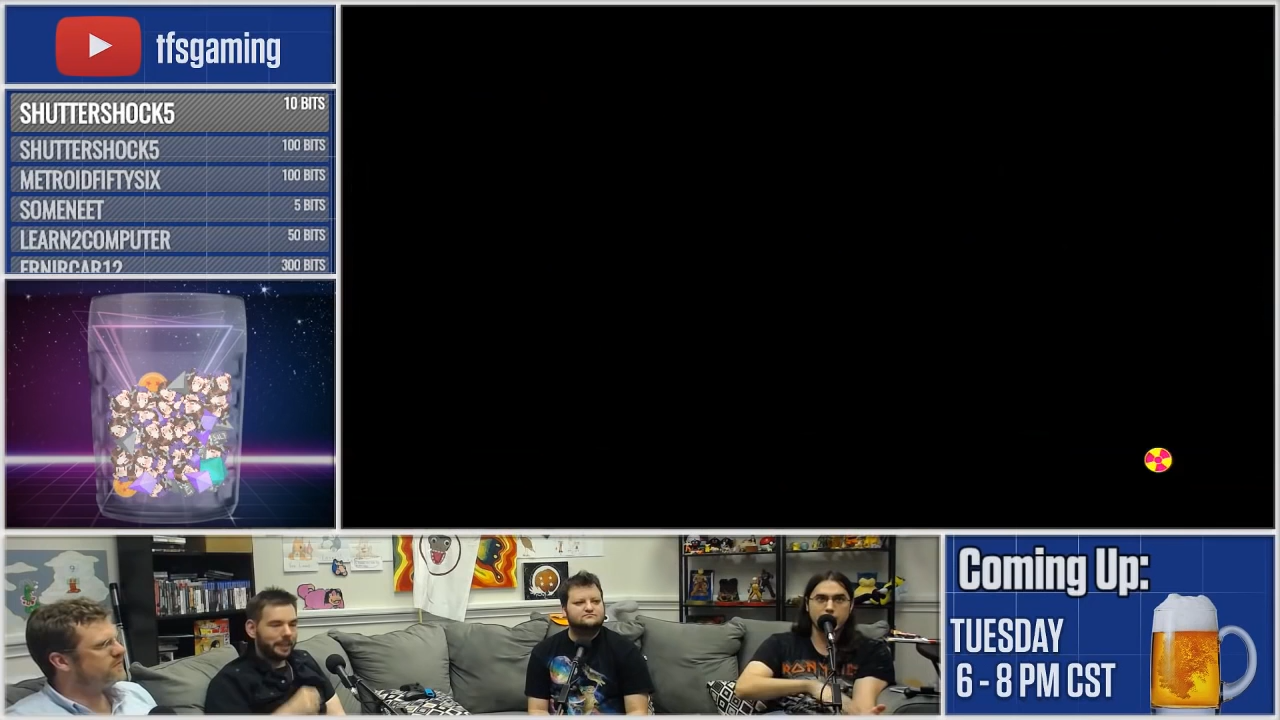 tfsgaming
SHUTTERSHOCK5 10 BITS
SHUTTERSHOCK5 100 BITS
METROIDFIFTYSIX 100 BITS
SOMENEET 5 BITS
LEARN2COMPUTER 50 BITS
ERNIRCAR12 300 BITS
Coming Up:
TUESDAY
6 - 8 PM CST